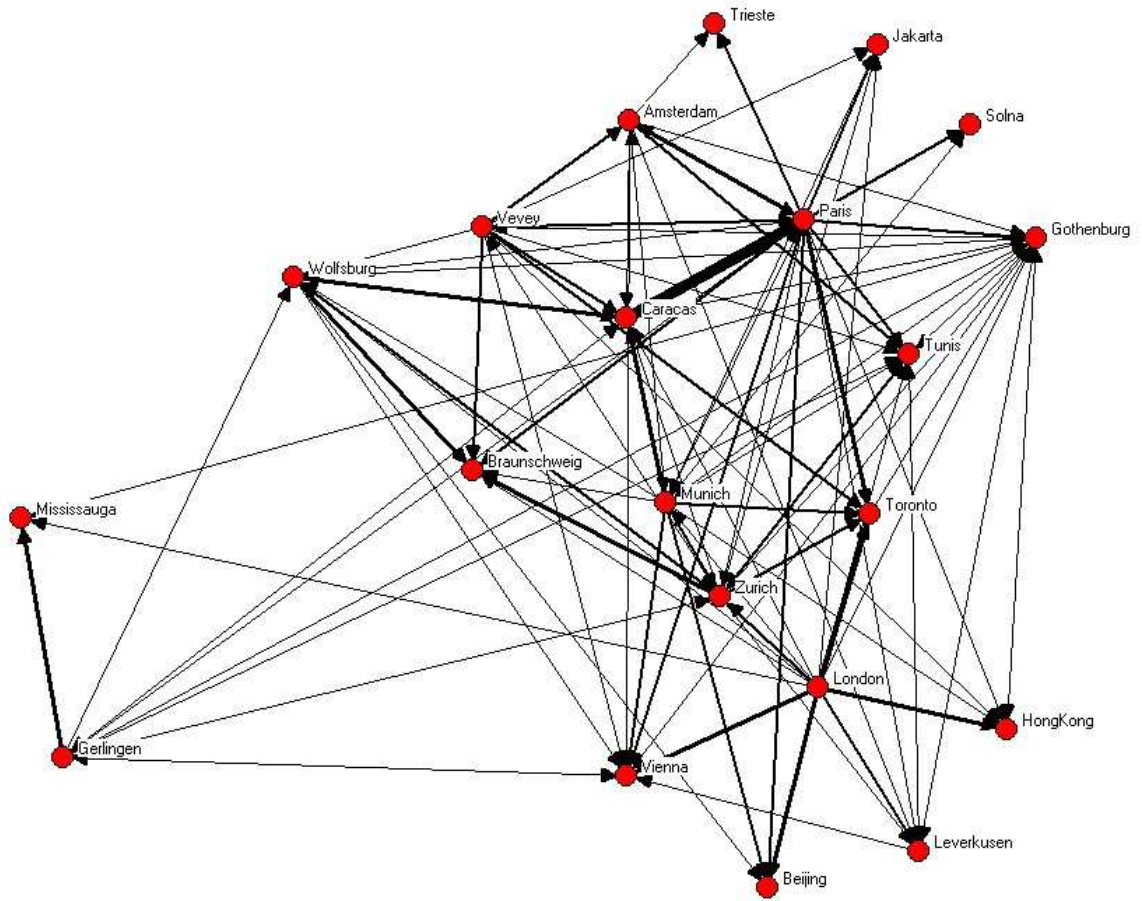 Trieste
Jakarta
Amsterdam
Solna
Paris
Vevey
Gothenburg
Wolfsburg
Caracas
Tunis
Braunschweig
Munich
Mississauga
Toronto
Zurich
London
HongKong
Gerlingen
Vienna
Leverkusen
Beijing